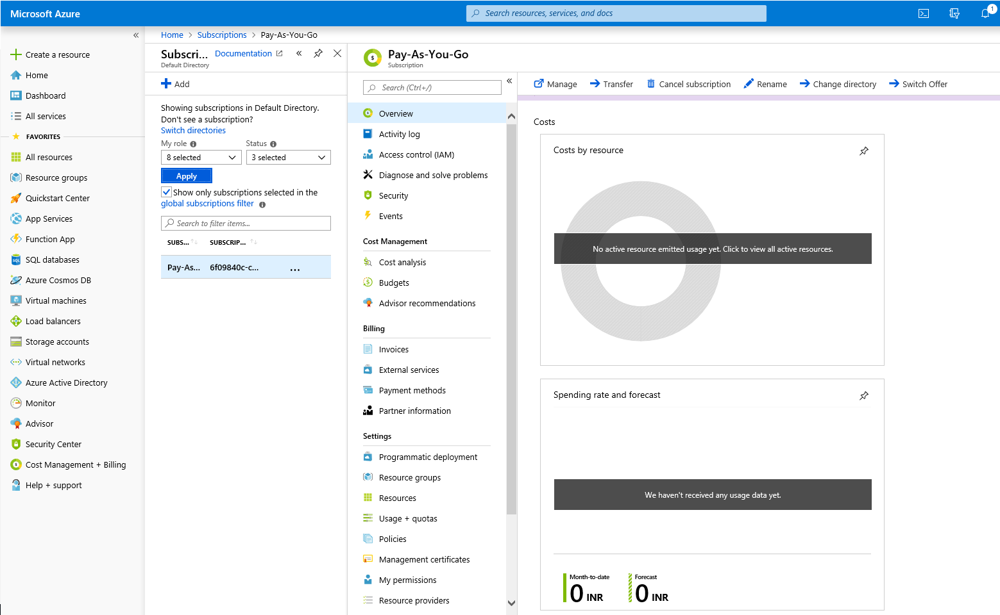 Microsoft Azure
Search resources, services, and docs
1
«
Create a resource
Home
Dashboard
All services
FAVORITES
All resources
Resource groups
Quickstart Center
App Services
Function App
SQL databases
Azure Cosmos DB
Virtual machines
Load balancers
Storage accounts
Virtual networks
Azure Active Directory
Monitor
Advisor
Security Center
Cost Management + Billing
Help + support
Home > Subscriptions > Pay-As-You-Go
Subscri... Documentation «
Default Directory
Add
Showing subscriptions in Default Directory.
Don't see a subscription?
Switch directories
My role Status
8 selected 3 selected
Apply
Show only subscriptions selected in the
global subscriptions filter
Search to filter items...
SUBS... SUBSCRIP...
Pay-As... 6f09840c-c... ...
Pay-As-You-Go
Subscription
Search (Ctrl+/) «
Overview
Activity log
Access control (IAM)
Diagnose and solve problems
Security
Events
Cost Management
Cost analysis
Budgets
Advisor recommendations
Billing
Invoices
External services
Payment methods
Partner information
Settings
Programmatic deployment
Resource groups
Resources
Usage + quotas
Policies
Management certificates
My permissions
Resource providers
Manage Transfer Cancel subscription Rename Change directory Switch Offer
Costs
Costs by resource
No active resource emitted usage yet. Click to view all active resources.
Spending rate and forecast
We haven't received any usage data yet.
Month-to-date Forecast
0 INR 0 INR